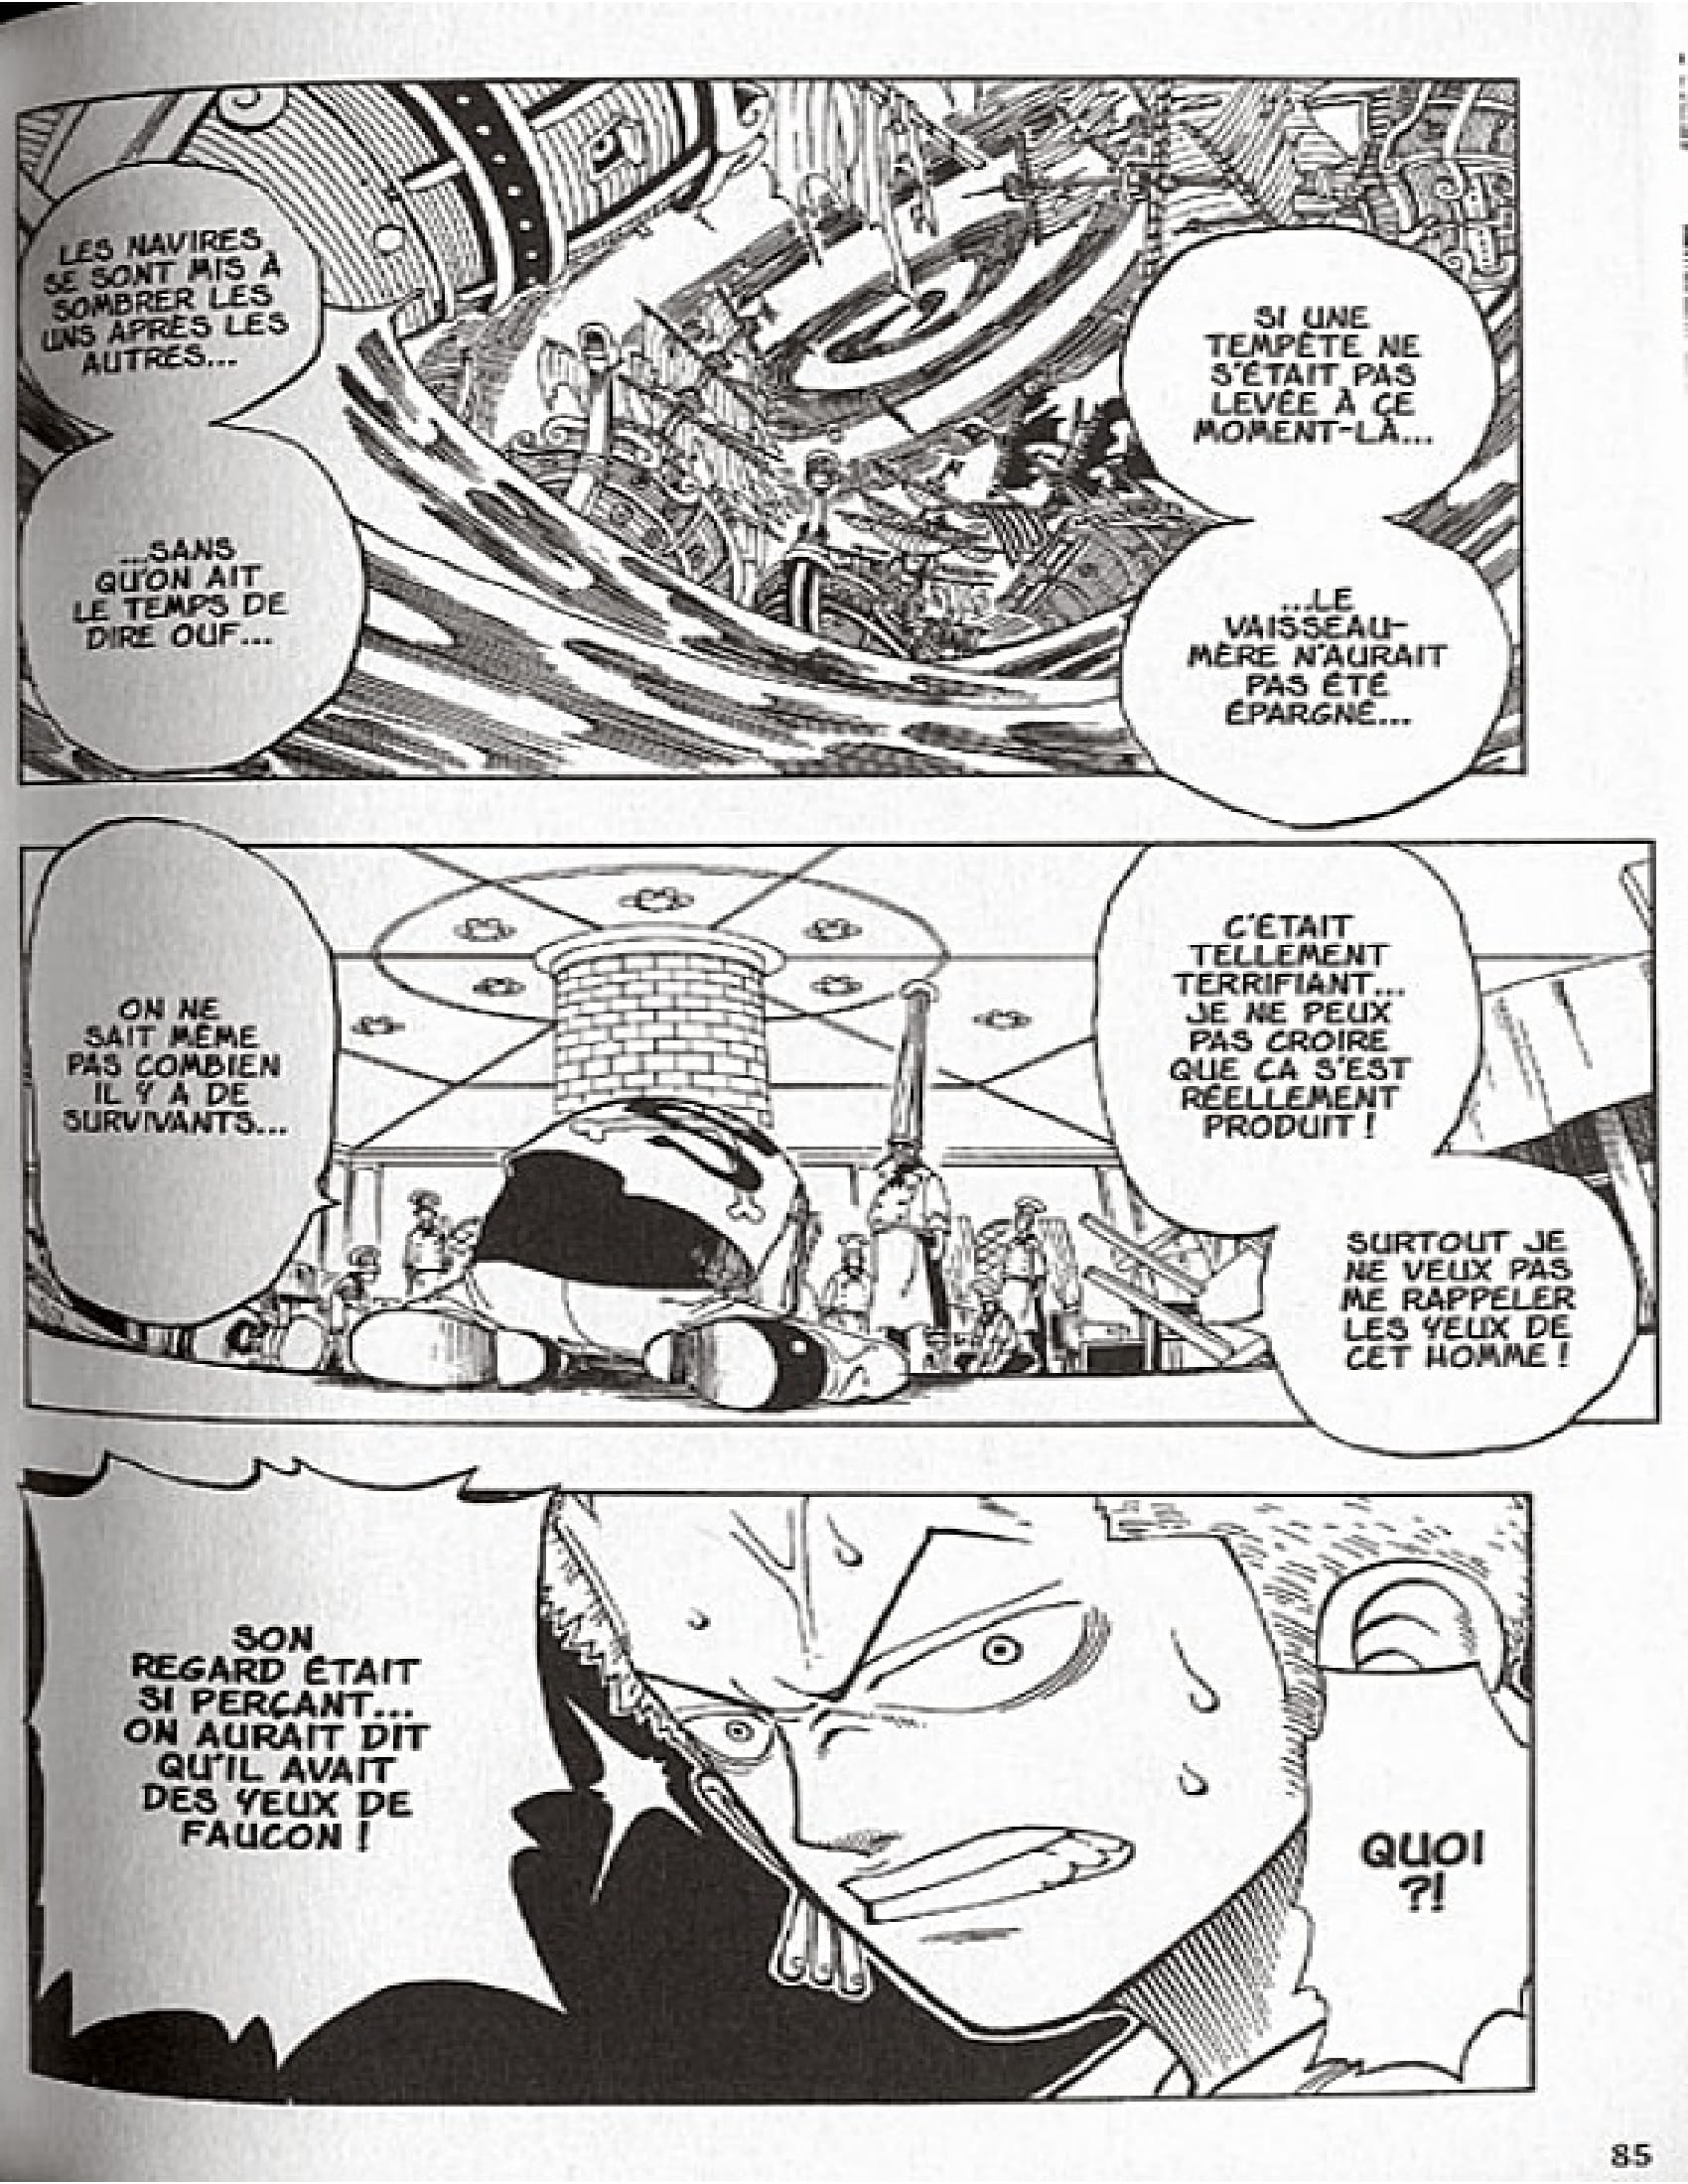 LES NAVIRES
SE SONT MIS À
SOMBRER LES
UNS APRÈS LES
AUTRES...
...SANS
QU'ON AIT
LE TEMPS DE
DIRE OUF...
SI UNE
TEMPÊTE NE
S'ÉTAIT PAS
LEVÉE À CE
MOMENT-LÀ...
...LE
VAISSEAU-
MÈRE N'AURAIT
PAS ÉTÉ
ÉPARGNÉ...
ON NE
SAIT MÊME
PAS COMBIEN
IL Y A DE
SURVIVANTS...
C'ÉTAIT
TELLEMENT
TERRIFIANT...
JE NE PEUX
PAS CROIRE
QUE ÇA S'EST
RÉELLEMENT
PRODUIT !
SURTOUT JE
NE VEUX PAS
ME RAPPELER
LES YEUX DE
CET HOMME !
SON
REGARD ÉTAIT
SI PERÇANT...
ON AURAIT DIT
QU'IL AVAIT
DES YEUX DE
FAUCON !
QUOI
?!
85